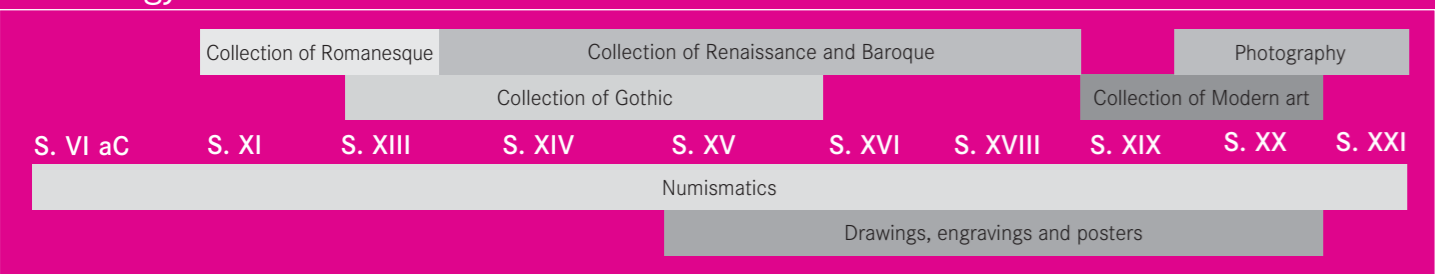 Collection of Romanesque Collection of Renaissance and Baroque Photography
Collection of Gothic Collection of Modern art
S. VI aC S. XI S. XIII S. XIV S. XV S. XVI S. XVIII S. XIX S. XX S. XXI
Numismatics
Drawings, engravings and posters